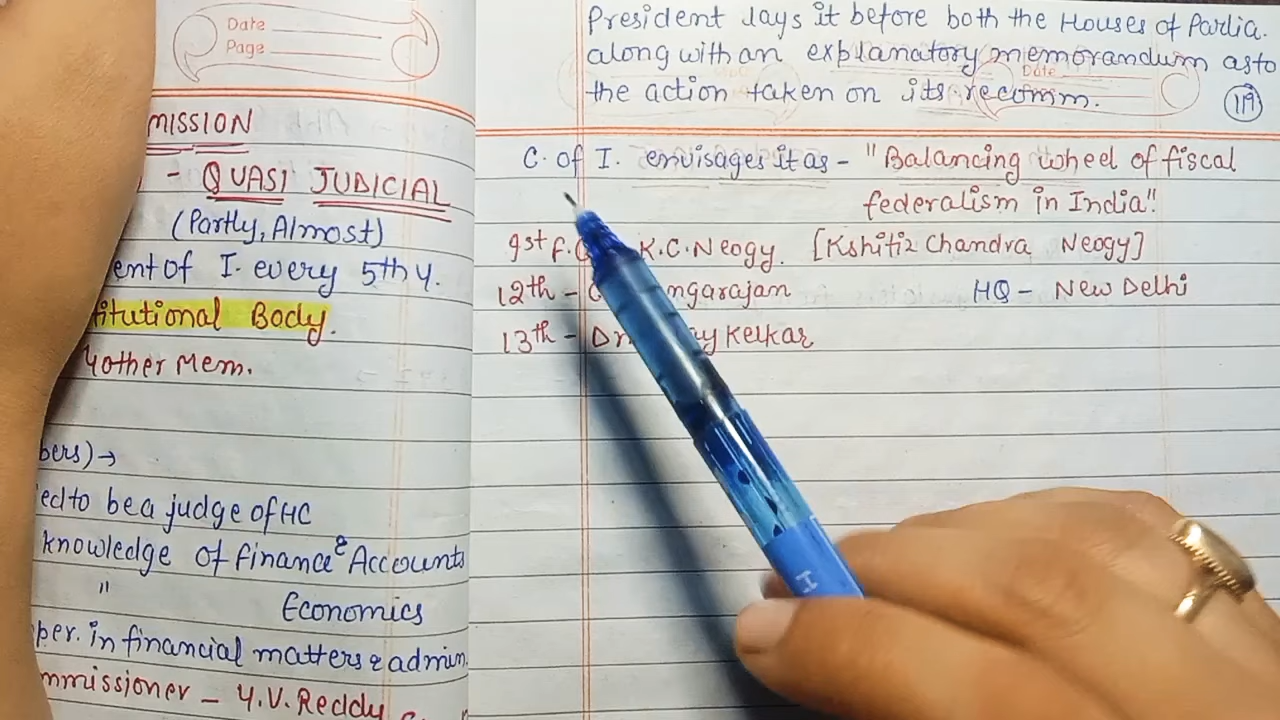 Date
Page
MISSION
- QUASI JUDICIAL
(Partly, Almost)
ent of I. every 5th y.
titutional Body.
4 other Mem.
bers) →
ed to be a judge of HC
knowledge of finance & Accounts
" Economics
per. in financial matters & admin.
mmissioner - Y.V. Reddy
President lays it before both the Houses of Parlia.
along with an explanatory memorandum as to
the action taken on its recomm.
Date
119
C. of I. envisages it as - "Balancing wheel of fiscal
federalism in India".
1st F. K.C. Neogy. [Kshitiz Chandra Neogy]
12th - ngarajam HQ - New Delhi
13th - Dr ay Kelkar